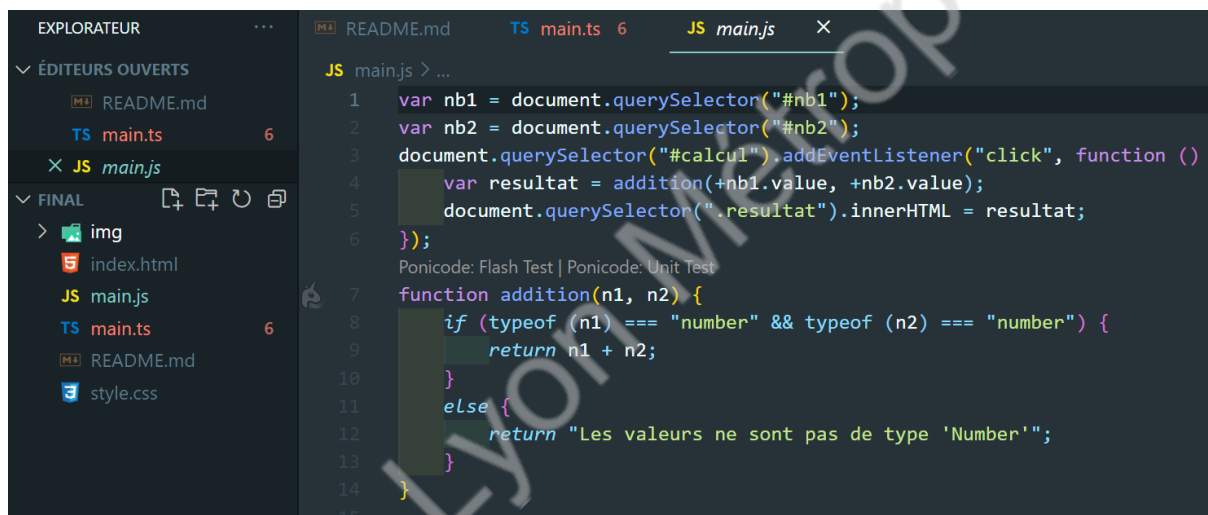 EXPLORATEUR ···
ÉDITEURS OUVERTS
README.md
TS main.ts 6
JS main.js
FINAL
img
index.html
JS main.js
TS main.ts 6
README.md
style.css
README.md TS main.ts 6 JS main.js
JS main.js > ...
1 var nb1 = document.querySelector("#nb1");
2 var nb2 = document.querySelector("#nb2");
3 document.querySelector("#calcul").addEventListener("click", function ()
4 var resultat = addition(+nb1.value, +nb2.value);
5 document.querySelector(".resultat").innerHTML = resultat;
6 });
Ponicode: Flash Test | Ponicode: Unit Test
7 function addition(n1, n2) {
8 if (typeof (n1) === "number" && typeof (n2) === "number") {
9 return n1 + n2;
10 }
11 else {
12 return "Les valeurs ne sont pas de type 'Number'";
13 }
14 }
Lyon Métrop